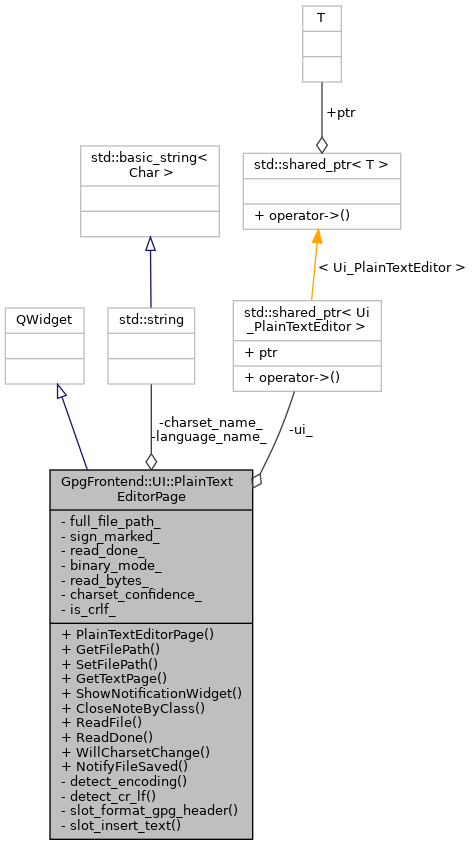 T
+ptr
std::basic_string<
Char >
std::shared_ptr< T >
+ operator->()
< Ui_PlainTextEditor >
QWidget
std::string
std::shared_ptr< Ui
_PlainTextEditor >
+ ptr
+ operator->()
-charset_name_
-language_name_
-ui_
GpgFrontend::UI::PlainText
EditorPage
- full_file_path_
- sign_marked_
- read_done_
- binary_mode_
- read_bytes_
- charset_confidence_
- is_crlf_
+ PlainTextEditorPage()
+ GetFilePath()
+ SetFilePath()
+ GetTextPage()
+ ShowNotificationWidget()
+ CloseNoteByClass()
+ ReadFile()
+ ReadDone()
+ WillCharsetChange()
+ NotifyFileSaved()
- detect_encoding()
- detect_cr_lf()
- slot_format_gpg_header()
- slot_insert_text()